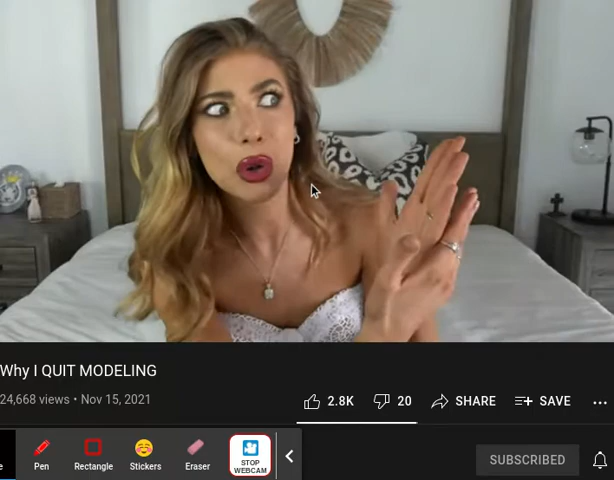 Why I QUIT MODELING
24,668 views • Nov 15, 2021
2.8K
20
SHARE
SAVE
Pen
Rectangle
Stickers
Eraser
STOP
WEBCAM
SUBSCRIBED